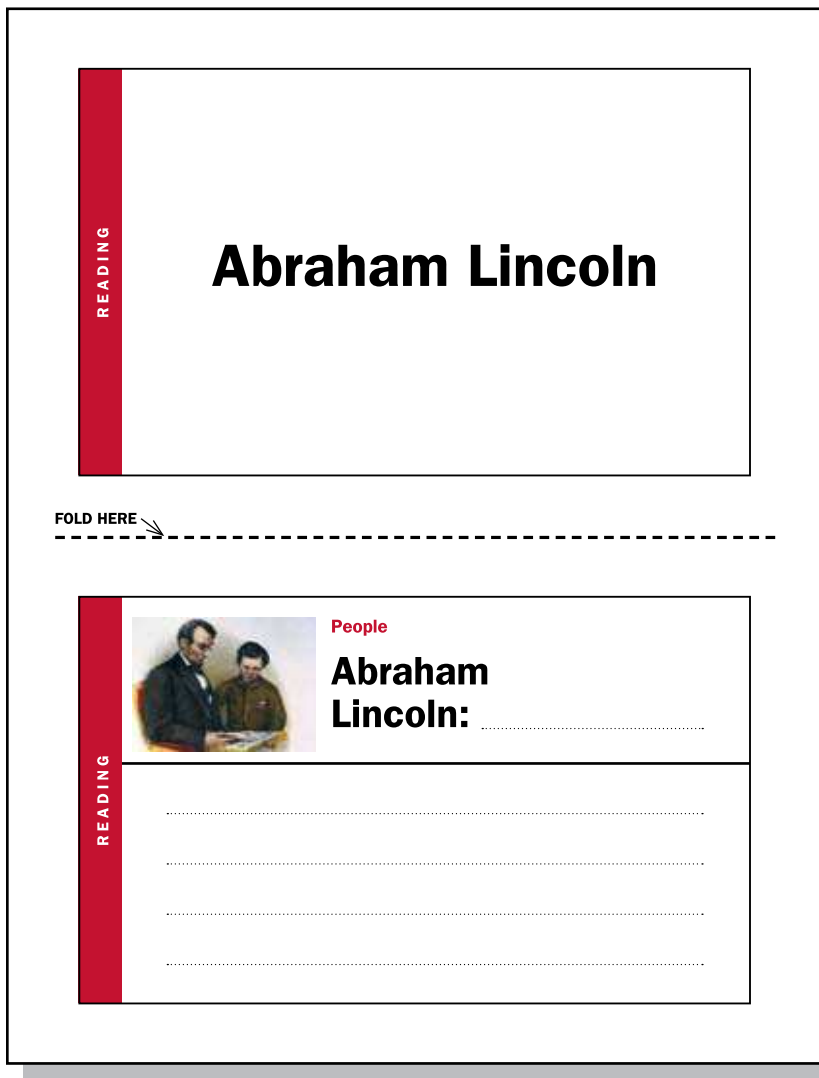 READING
Abraham Lincoln
FOLD HERE
READING
People
Abraham
Lincoln: